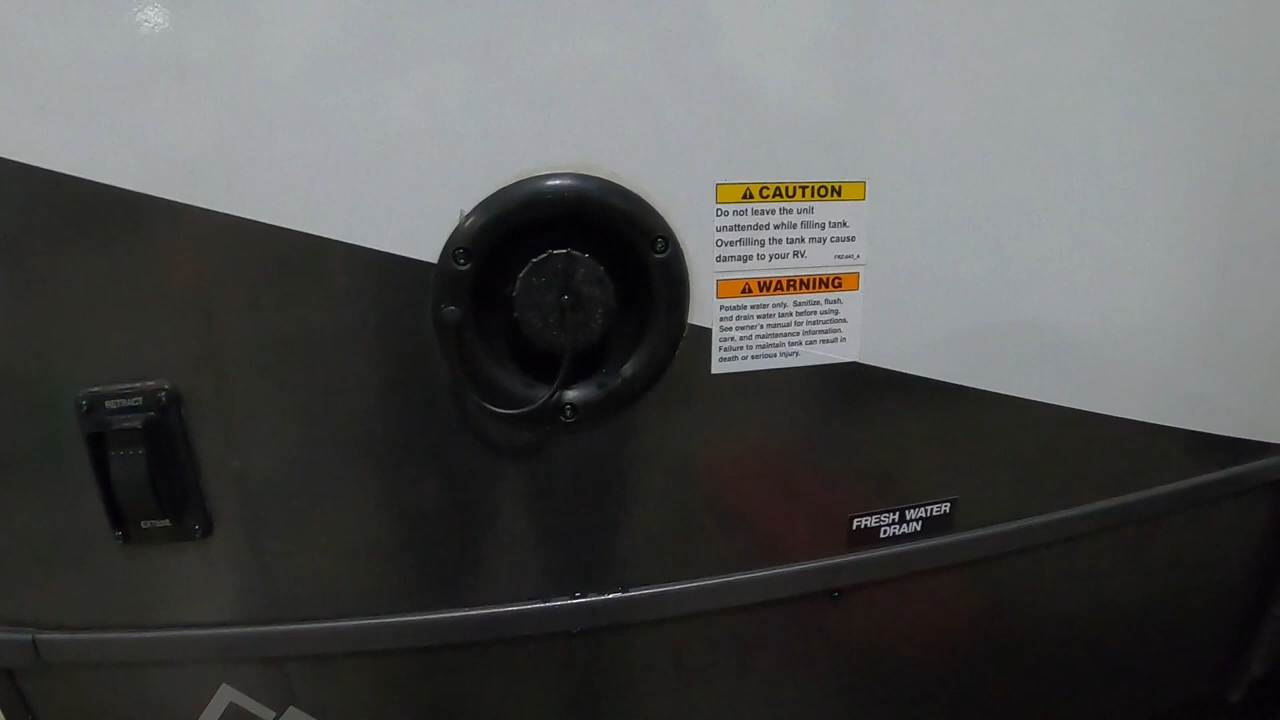 CAUTION
Do not leave the unit
unattended while filling tank.
Overfilling the tank may cause
damage to your RV.
WARNING
Potable water only. Sanitize, flush,
and drain water tank before using.
See owner's manual for instructions,
care, and maintenance information.
Failure to maintain tank can result in
death or serious injury.
RETRACT
EXTEND
FRESH WATER
DRAIN